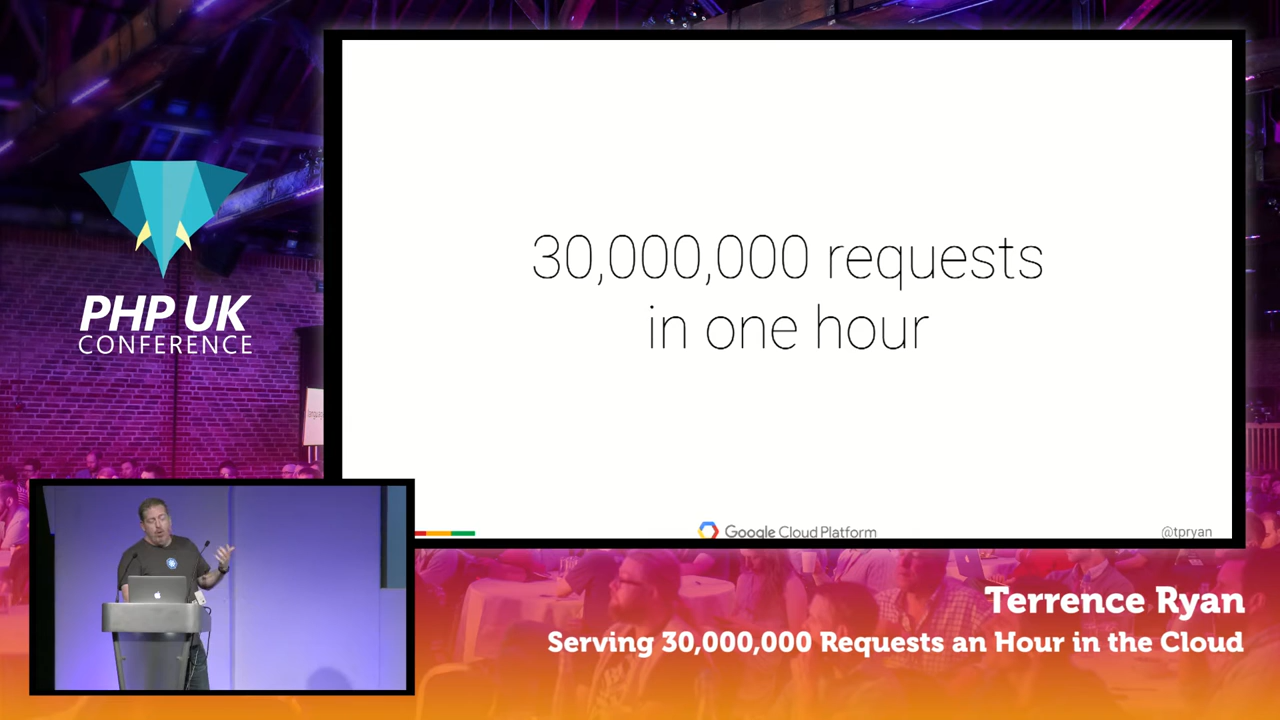 PHP UK
CONFERENCE
30,000,000 requests
in one hour
Google Cloud Platform
@tpryan
Terrence Ryan
Serving 30,000,000 Requests an Hour in the Cloud